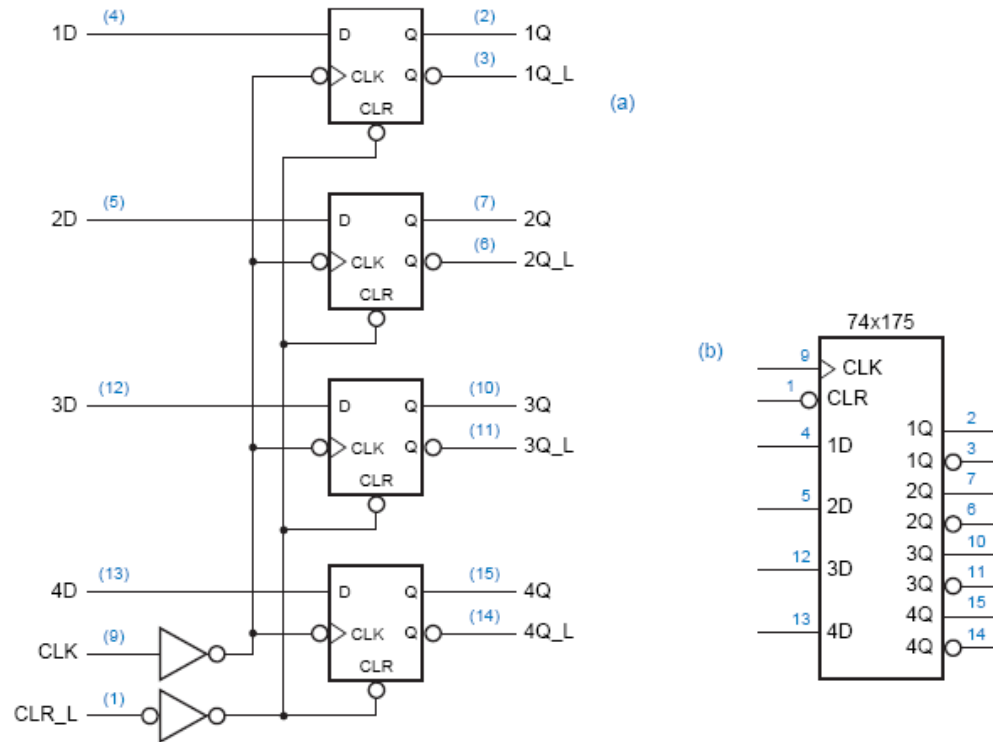 1D (4) D Q (2) 1Q
CLK Q (3) 1Q_L
CLR
(a)
2D (5) D Q (7) 2Q
CLK Q (6) 2Q_L
CLR
3D (12) D Q (10) 3Q
CLK Q (11) 3Q_L
CLR
4D (13) D Q (15) 4Q
CLK Q (14) 4Q_L
CLR
CLK (9)
CLR_L (1)
(b)
74x175
9 CLK
1 CLR
4 1D
5 2D
12 3D
13 4D
1Q 2
1Q 3
2Q 7
2Q 6
3Q 10
3Q 11
4Q 15
4Q 14